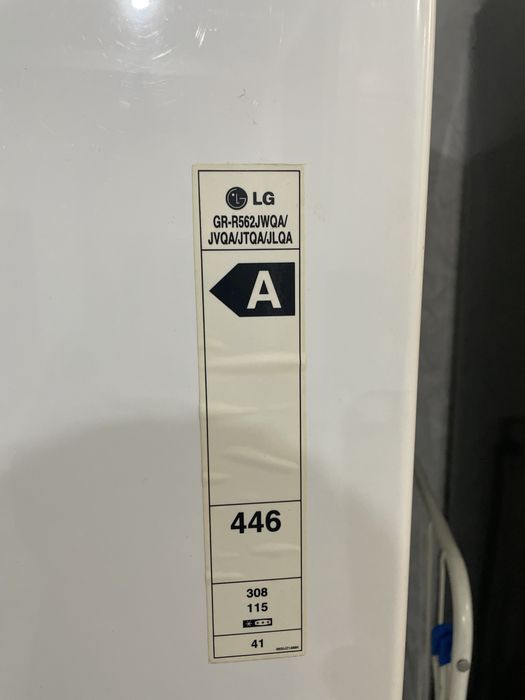 LG
GR-R562JWQA/
JVQA/JTQA/JLQA
A
446
308
115
41